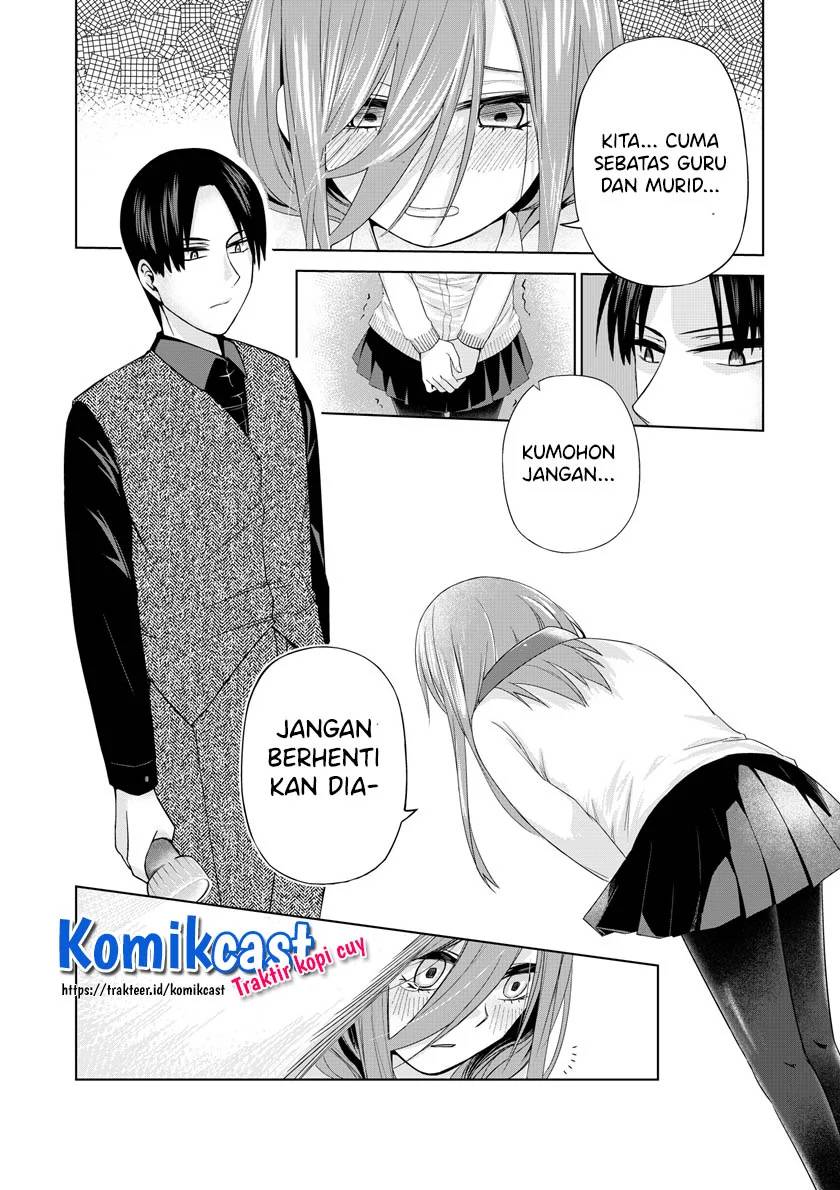 KITA... CUMA
SEBATAS GURU
DAN MURID...
KUMOHON
JANGAN...
JANGAN
BERHENTI
KAN DIA-
Komikcast
Traktir kopi cuy
https://trakteer.id/komikcast